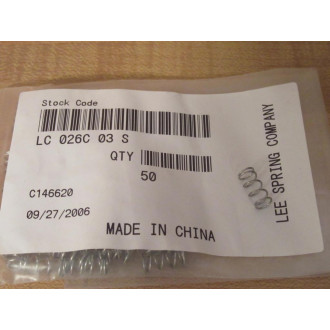 Stock Code
LC 026C 03 S
QTY
50
C146620
09/27/2006
MADE IN CHINA
LEE SPRING COMPANY